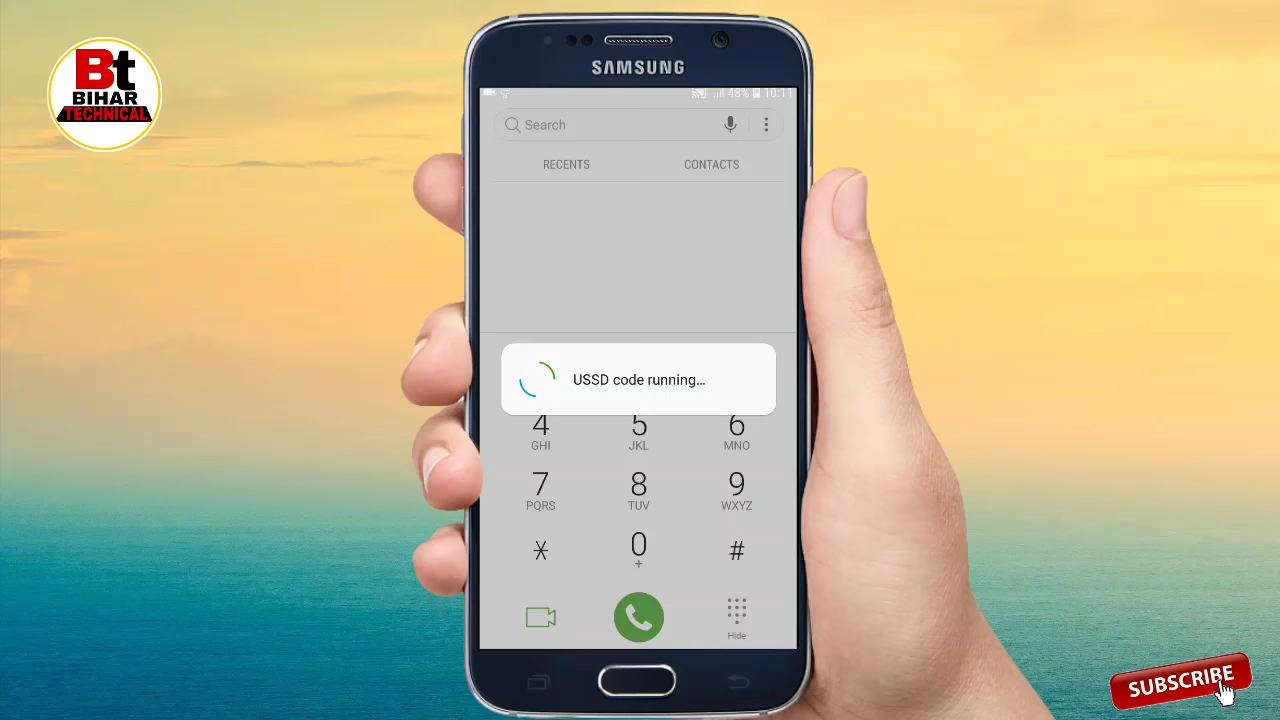 Bt
BIHAR
TECHNICAL
SAMSUNG
48% 10:11
Search
RECENTS
CONTACTS
USSD code running...
4 5 6
GHI JKL MNO
7 8 9
PQRS TUV WXYZ
* 0 #
+
Hide
SUBSCRIBE